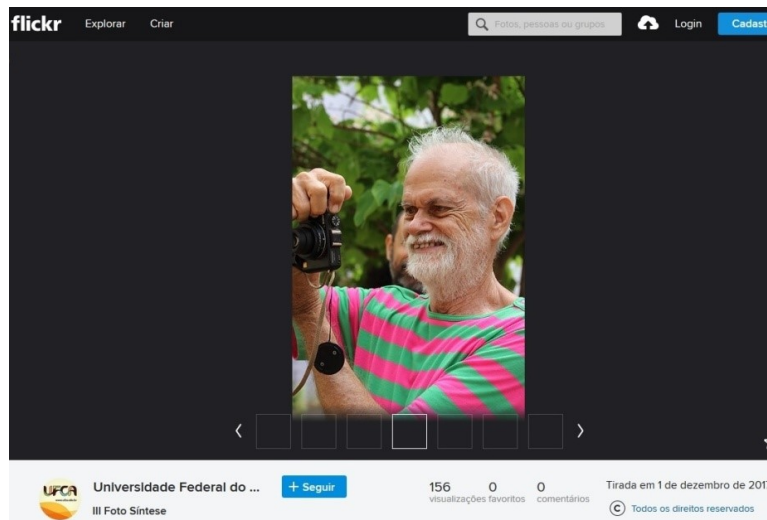 flickr Explorar Criar Fotos, pessoas ou grupos Login Cadast
UFCA Universidade Federal do ... + Seguir 156 0 0 Tirada em 1 de dezembro de 201
visualizações favoritos comentários
III Foto Síntese © Todos os direitos reservados